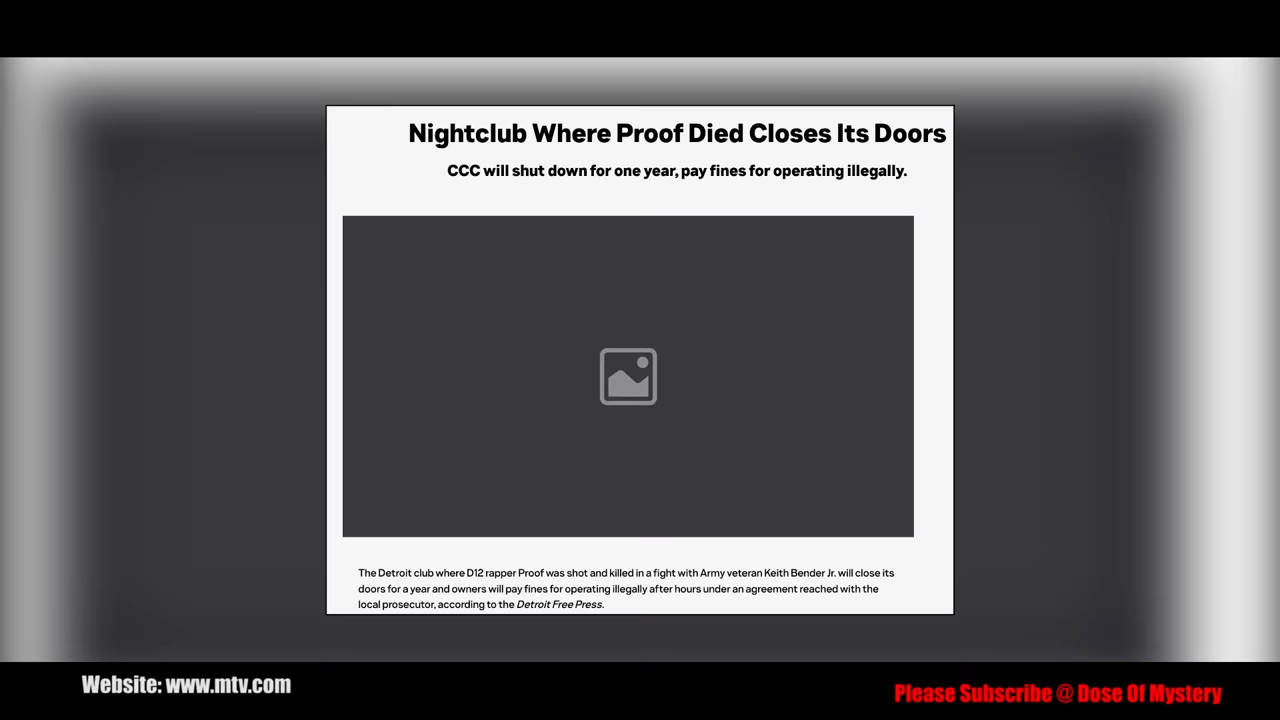 Nightclub Where Proof Died Closes Its Doors
CCC will shut down for one year, pay fines for operating illegally.
The Detroit club where D12 rapper Proof was shot and killed in a fight with Army veteran Keith Bender Jr. will close its
doors for a year and owners will pay fines for operating illegally after hours under an agreement reached with the
local prosecutor, according to the Detroit Free Press.
Website: www.mtv.com
Please Subscribe @ Dose Of Mystery